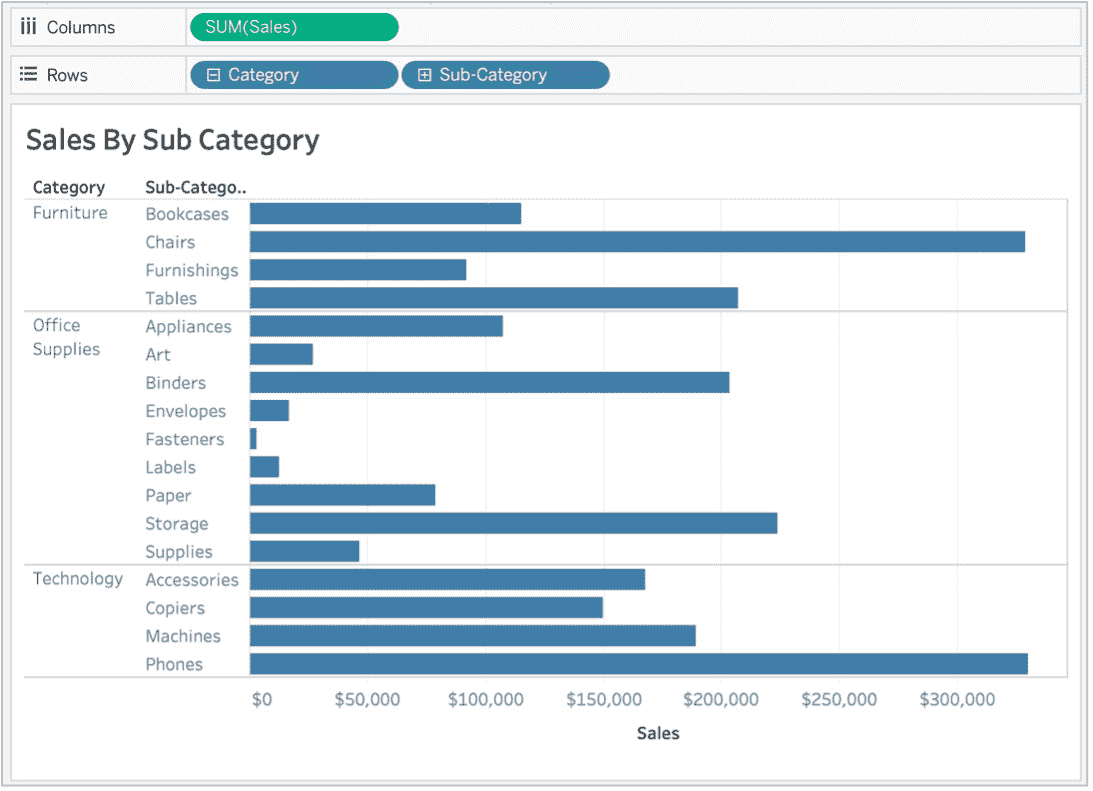 Columns SUM(Sales)
Rows Category Sub-Category
Sales By Sub Category
Category Sub-Catego..
Furniture Bookcases
Chairs
Furnishings
Tables
Office Supplies Appliances
Art
Binders
Envelopes
Fasteners
Labels
Paper
Storage
Supplies
Technology Accessories
Copiers
Machines
Phones
$0 $50,000 $100,000 $150,000 $200,000 $250,000 $300,000
Sales